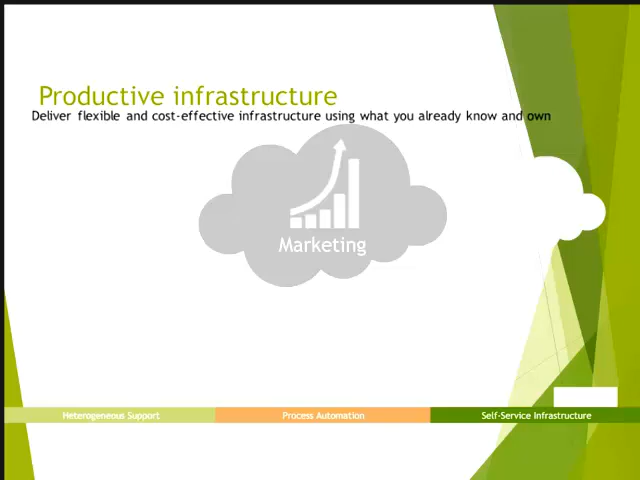 Productive infrastructure
Deliver flexible and cost-effective infrastructure using what you already know and own
Marketing
Heterogeneous Support
Process Automation
Self-Service Infrastructure